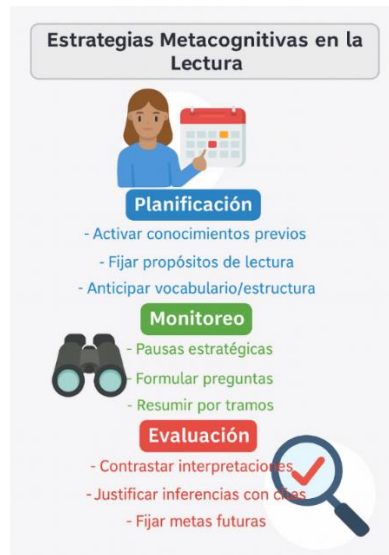 Estrategias Metacognitivas en la
Lectura
Planificación
- Activar conocimientos previos
- Fijar propósitos de lectura
- Anticipar vocabulario/estructura
Monitoreo
- Pausas estratégicas
- Formular preguntas
- Resumir por tramos
Evaluación
- Contrastar interpretaciones
- Justificar inferencias con citas
- Fijar metas futuras